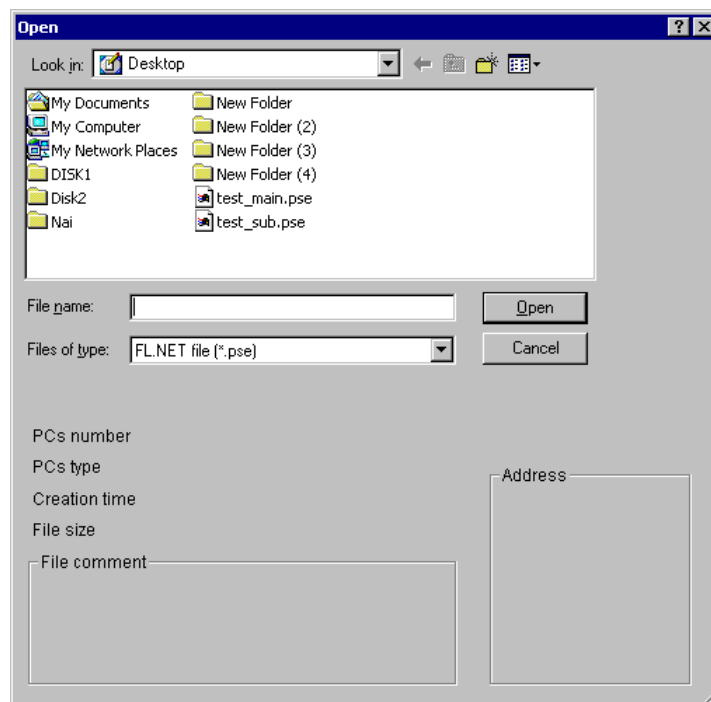 Open
Look in: Desktop
My Documents
My Computer
My Network Places
DISK1
Disk2
Nai
New Folder
New Folder (2)
New Folder (3)
New Folder (4)
test_main.pse
test_sub.pse
File name:
Open
Files of type: FL.NET file (*.pse)
Cancel
PCs number
PCs type
Creation time
File size
File comment
Address